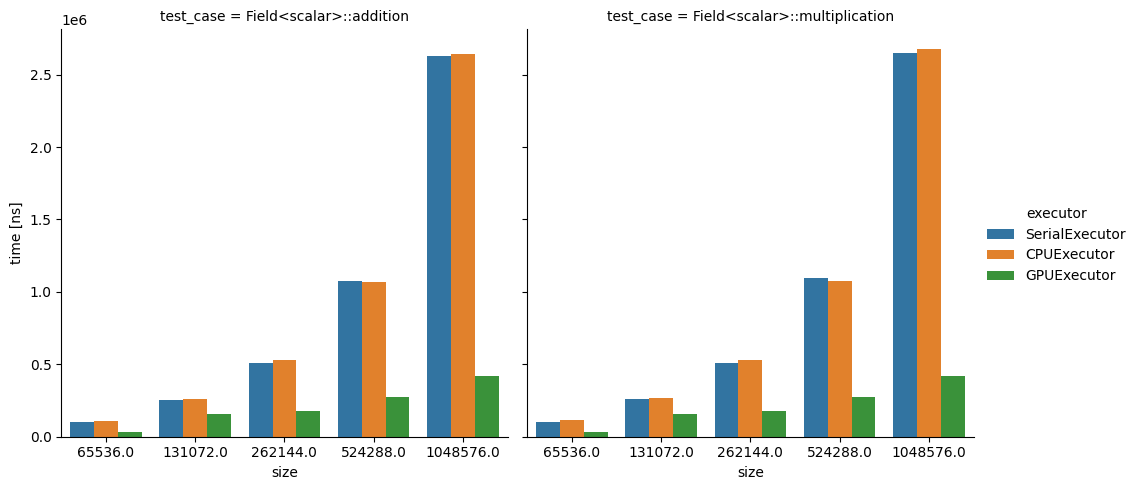 test_case = Field<scalar>::addition
test_case = Field<scalar>::multiplication
1e6
2.5
2.0
1.5
1.0
0.5
0.0
time [ns]
65536.0 131072.0 262144.0 524288.0 1048576.0
size
65536.0 131072.0 262144.0 524288.0 1048576.0
size
executor
SerialExecutor
CPUExecutor
GPUExecutor